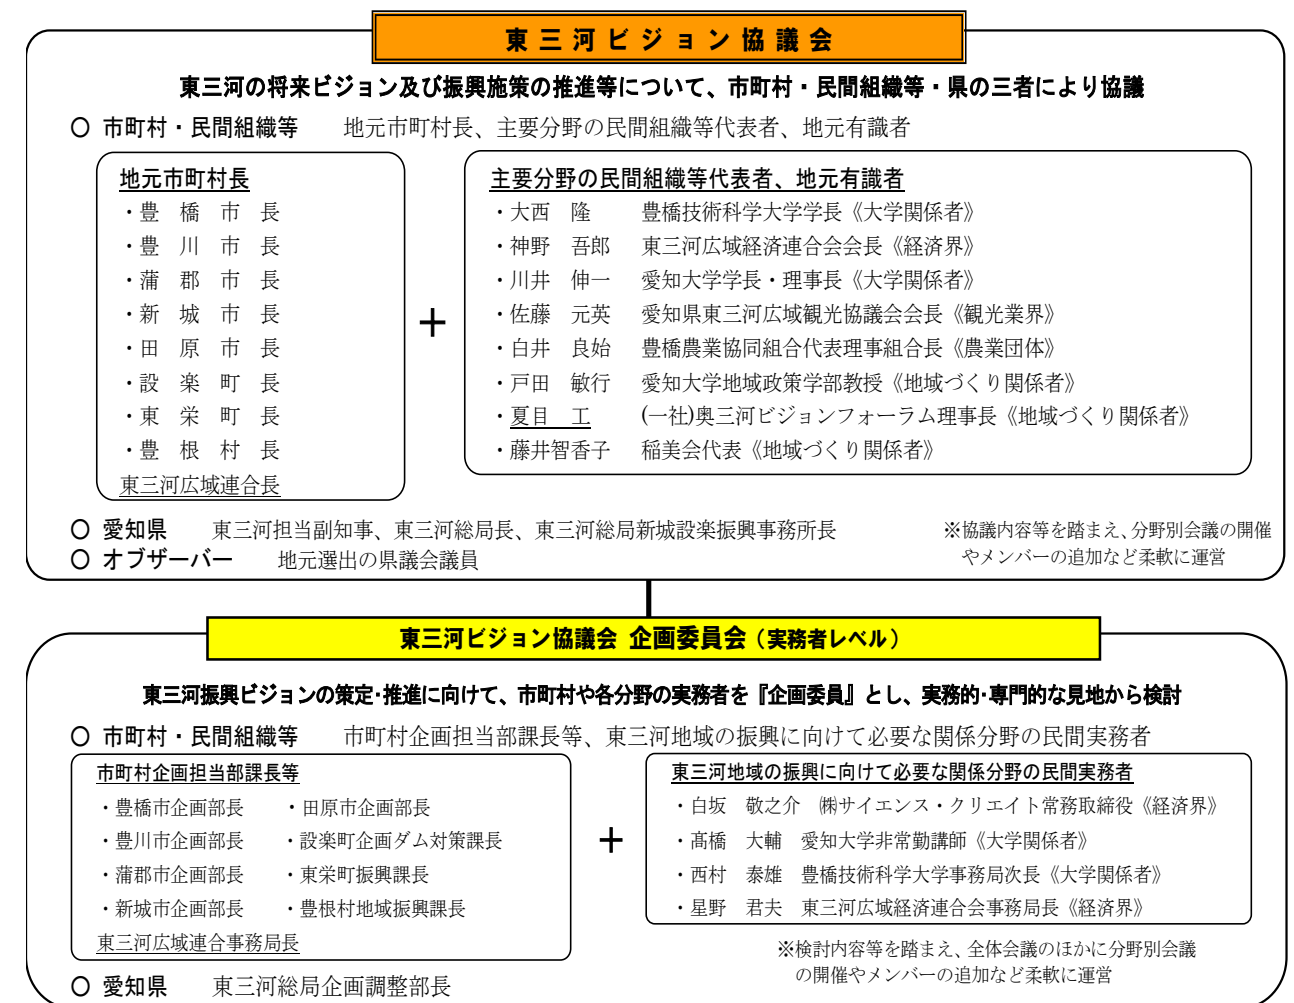 東三河ビジョン協議会
東三河の将来ビジョン及び振興施策の推進等について、市町村・民間組織等・県の三者により協議
○ 市町村・民間組織等　地元市町村長、主要分野の民間組織等代表者、地元有識者
地元市町村長
・豊　橋　市　長
・豊　川　市　長
・蒲　郡　市　長
・新　城　市　長
・田　原　市　長
・設　楽　町　長
・東　栄　町　長
・豊　根　村　長
東三河広域連合長
＋
主要分野の民間組織等代表者、地元有識者
・大西　隆　豊橋技術科学大学学長《大学関係者》
・神野　吾郎　東三河広域経済連合会会長《経済界》
・川井　伸一　愛知大学学長・理事長《大学関係者》
・佐藤　元英　愛知県東三河広域観光協議会会長《観光業界》
・白井　良始　豊橋農業協同組合代表理事組合長《農業団体》
・戸田　敏行　愛知大学地域政策学部教授《地域づくり関係者》
・夏目　工　(一社)奥三河ビジョンフォーラム理事長《地域づくり関係者》
・藤井智香子　稲美会代表《地域づくり関係者》
○ 愛知県　東三河担当副知事、東三河総局長、東三河総局新城設楽振興事務所長
○ オブザーバー　地元選出の県議会議員
※協議内容等を踏まえ、分野別会議の開催
やメンバーの追加など柔軟に運営
東三河ビジョン協議会 企画委員会（実務者レベル）
東三河振興ビジョンの策定・推進に向けて、市町村や各分野の実務者を『企画委員』とし、実務的・専門的な見地から検討
○ 市町村・民間組織等　市町村企画担当部課長等、東三河地域の振興に向けて必要な関係分野の民間実務者
市町村企画担当部課長等
・豊橋市企画部長　・田原市企画部長
・豊川市企画部長　・設楽町企画ダム対策課長
・蒲郡市企画部長　・東栄町振興課長
・新城市企画部長　・豊根村地域振興課長
東三河広域連合事務局長
＋
東三河地域の振興に向けて必要な関係分野の民間実務者
・白坂　敬之介　㈱サイエンス・クリエイト常務取締役《経済界》
・髙橋　大輔　愛知大学非常勤講師《大学関係者》
・西村　泰雄　豊橋技術科学大学事務局次長《大学関係者》
・星野　君夫　東三河広域経済連合会事務局長《経済界》
※検討内容等を踏まえ、全体会議のほかに分野別会議
の開催やメンバーの追加など柔軟に運営
○ 愛知県　東三河総局企画調整部長